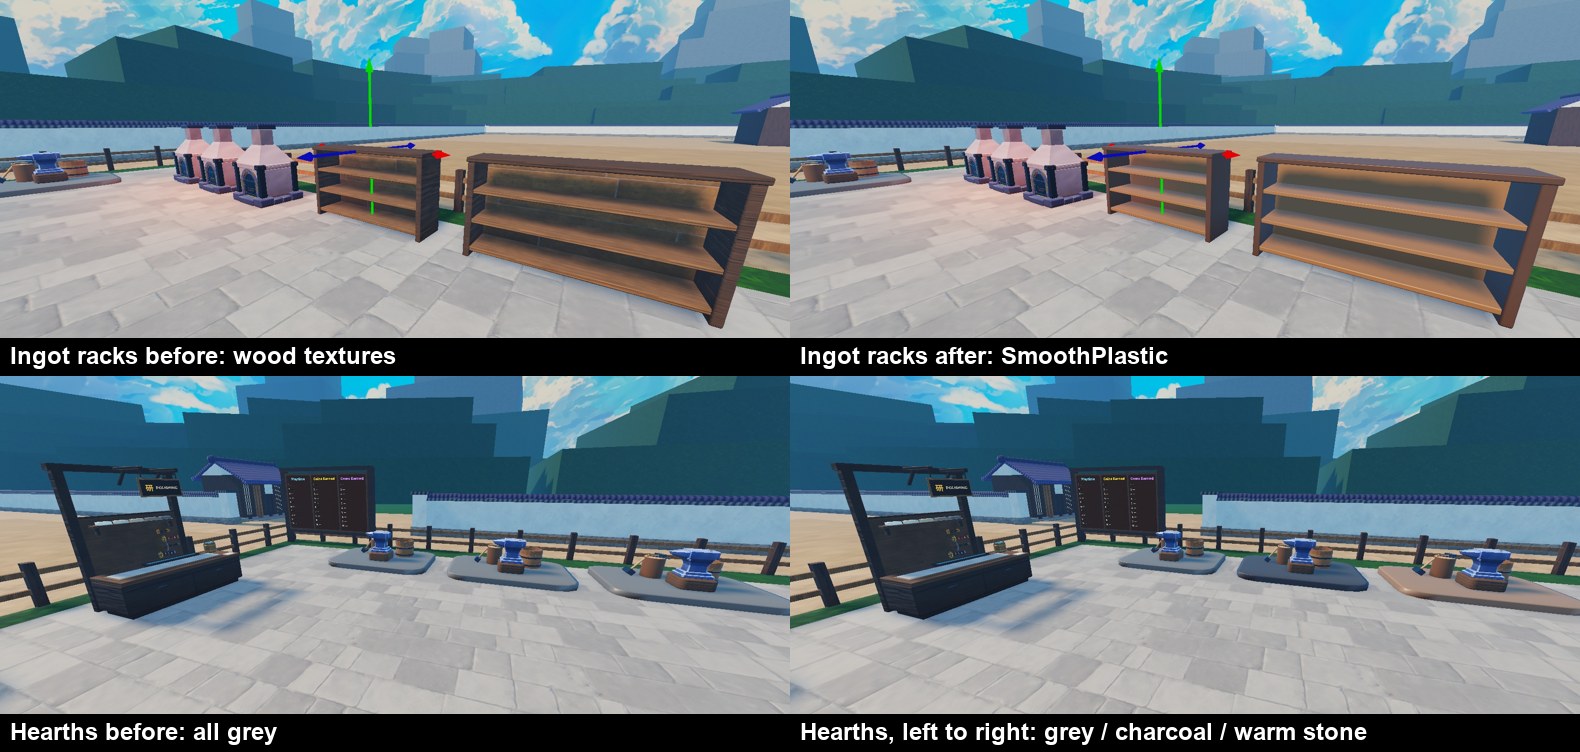 Ingot racks before: wood textures
Ingot racks after: SmoothPlastic
Hearths before: all grey
Hearths, left to right: grey / charcoal / warm stone